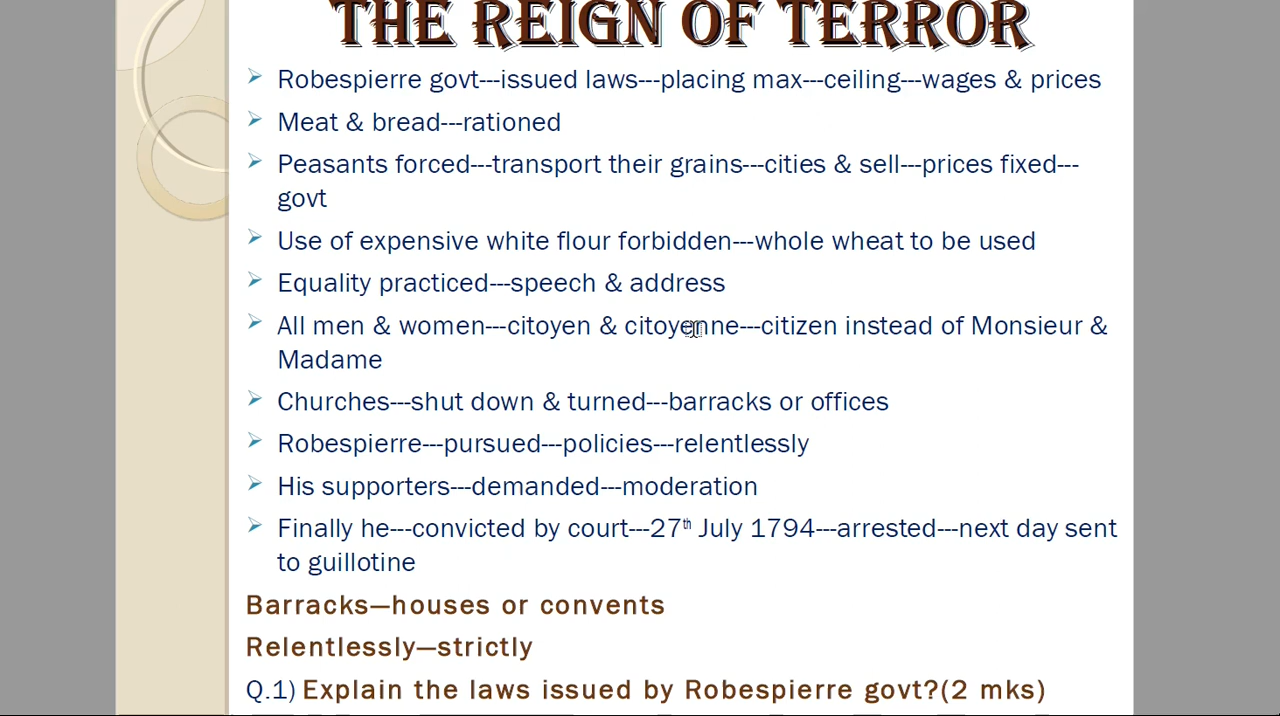 THE REIGN OF TERROR
Robespierre govt---issued laws---placing max---ceiling---wages & prices
Meat & bread---rationed
Peasants forced---transport their grains---cities & sell---prices fixed---
govt
Use of expensive white flour forbidden---whole wheat to be used
Equality practiced---speech & address
All men & women---citoyen & citoyenne---citizen instead of Monsieur &
Madame
Churches---shut down & turned---barracks or offices
Robespierre---pursued---policies---relentlessly
His supporters---demanded---moderation
Finally he---convicted by court---27th July 1794---arrested---next day sent
to guillotine
Barracks—houses or convents
Relentlessly—strictly
Q.1) Explain the laws issued by Robespierre govt?(2 mks)